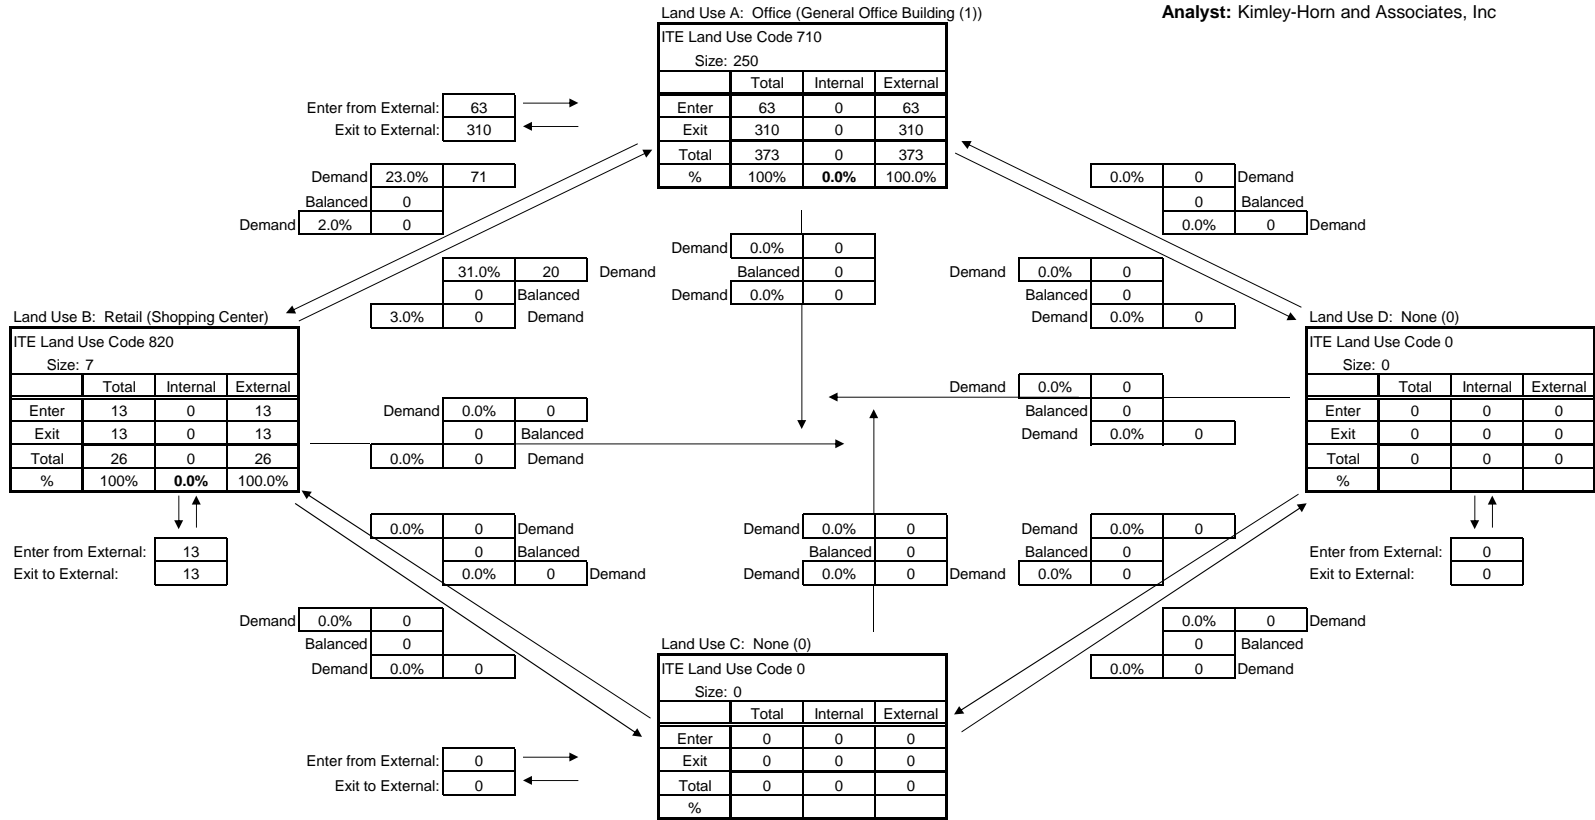 Land Use A: Office (General Office Building (1))
Analyst: Kimley-Horn and Associates, Inc
ITE Land Use Code 710
Size: 250
Total Internal External
Enter 63 0 63
Exit 310 0 310
Total 373 0 373
% 100% 0.0% 100.0%
Enter from External: 63
Exit to External: 310
Demand 23.0% 71
Balanced 0
Demand 2.0% 0
31.0% 20 Demand
0 Balanced
3.0% 0 Demand
Demand 0.0% 0
Balanced 0
Demand 0.0% 0
0.0% 0 Demand
0 Balanced
0.0% 0 Demand
Demand 0.0% 0
Balanced 0
Demand 0.0% 0
Land Use B: Retail (Shopping Center)
ITE Land Use Code 820
Size: 7
Total Internal External
Enter 13 0 13
Exit 13 0 13
Total 26 0 26
% 100% 0.0% 100.0%
Enter from External: 13
Exit to External: 13
Demand 0.0% 0
0 Balanced
0.0% 0 Demand
Demand 0.0% 0
Balanced 0
Demand 0.0% 0
Land Use D: None (0)
ITE Land Use Code 0
Size: 0
Total Internal External
Enter 0 0 0
Exit 0 0 0
Total 0 0 0
%
Enter from External: 0
Exit to External: 0
0.0% 0 Demand
0 Balanced
0.0% 0 Demand
Demand 0.0% 0
Balanced 0
Demand 0.0% 0
Demand 0.0% 0
Balanced 0
Demand 0.0% 0
Demand 0.0% 0
Balanced 0
Demand 0.0% 0
0.0% 0 Demand
0 Balanced
0.0% 0 Demand
Land Use C: None (0)
ITE Land Use Code 0
Size: 0
Total Internal External
Enter 0 0 0
Exit 0 0 0
Total 0 0 0
%
Enter from External: 0
Exit to External: 0